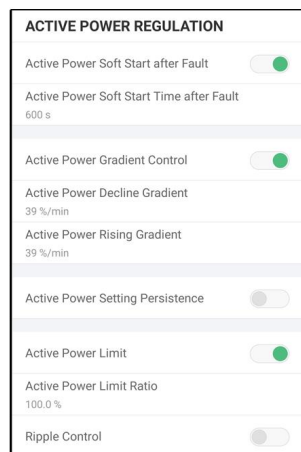 ACTIVE POWER REGULATION
Active Power Soft Start after Fault
Active Power Soft Start Time after Fault
600 s
Active Power Gradient Control
Active Power Decline Gradient
39 %/min
Active Power Rising Gradient
39 %/min
Active Power Setting Persistence
Active Power Limit
Active Power Limit Ratio
100.0 %
Ripple Control